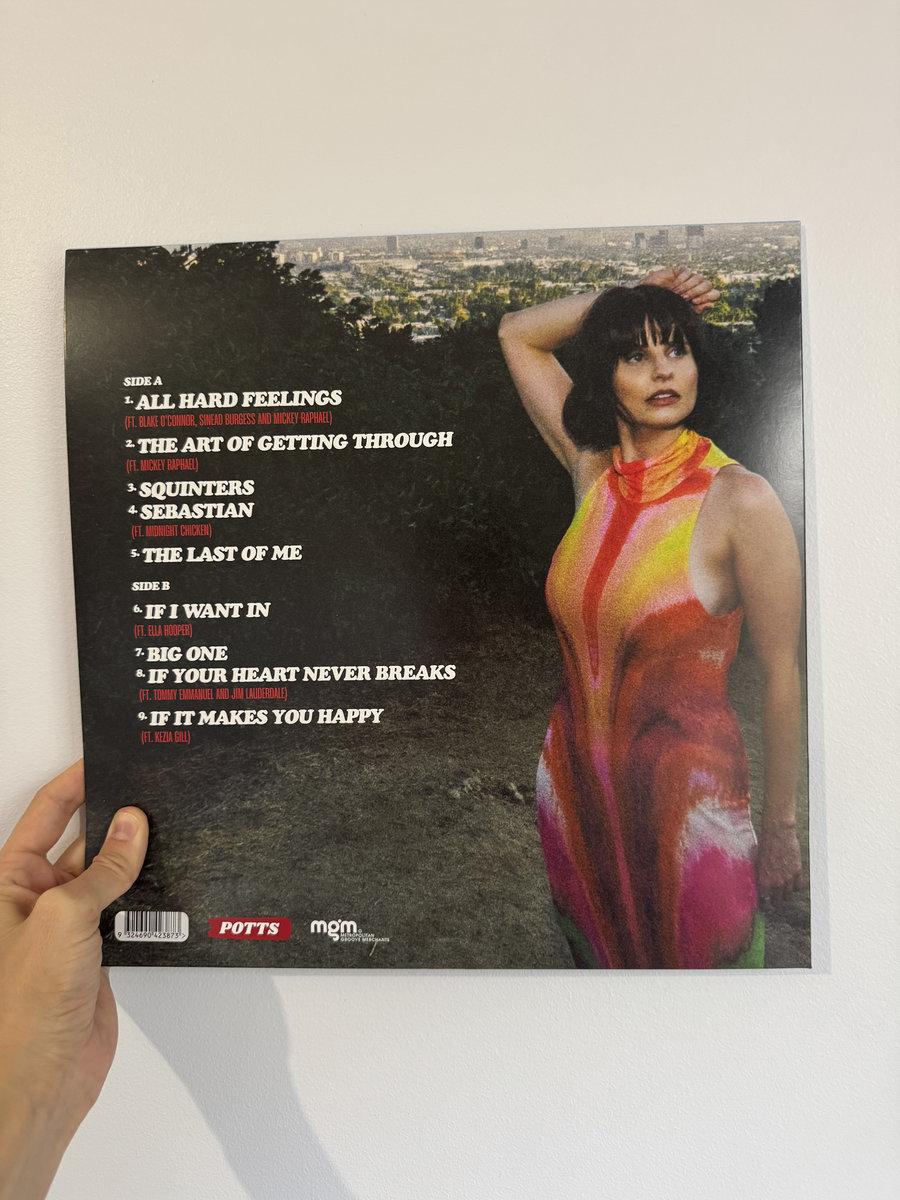 SIDE A
1. ALL HARD FEELINGS
(FT. BLAKE O'CONNOR, SINEAD BURGESS AND MICKEY RAPHAEL)
2. THE ART OF GETTING THROUGH
(FT. MICKEY RAPHAEL)
3. SQUINTERS
4. SEBASTIAN
(FT. MIDNIGHT CHICKEN)
5. THE LAST OF ME
SIDE B
6. IF I WANT IN
(FT. ELLA HOOPER)
7. BIG ONE
8. IF YOUR HEART NEVER BREAKS
(FT. TOMMY EMMANUEL AND JIM LAUDERDALE)
9. IF IT MAKES YOU HAPPY
(FT. KEZIA GILL)
9 324690 423873 >
POTTS
mgm
METROPOLITAN
GROOVE MERCHANTS